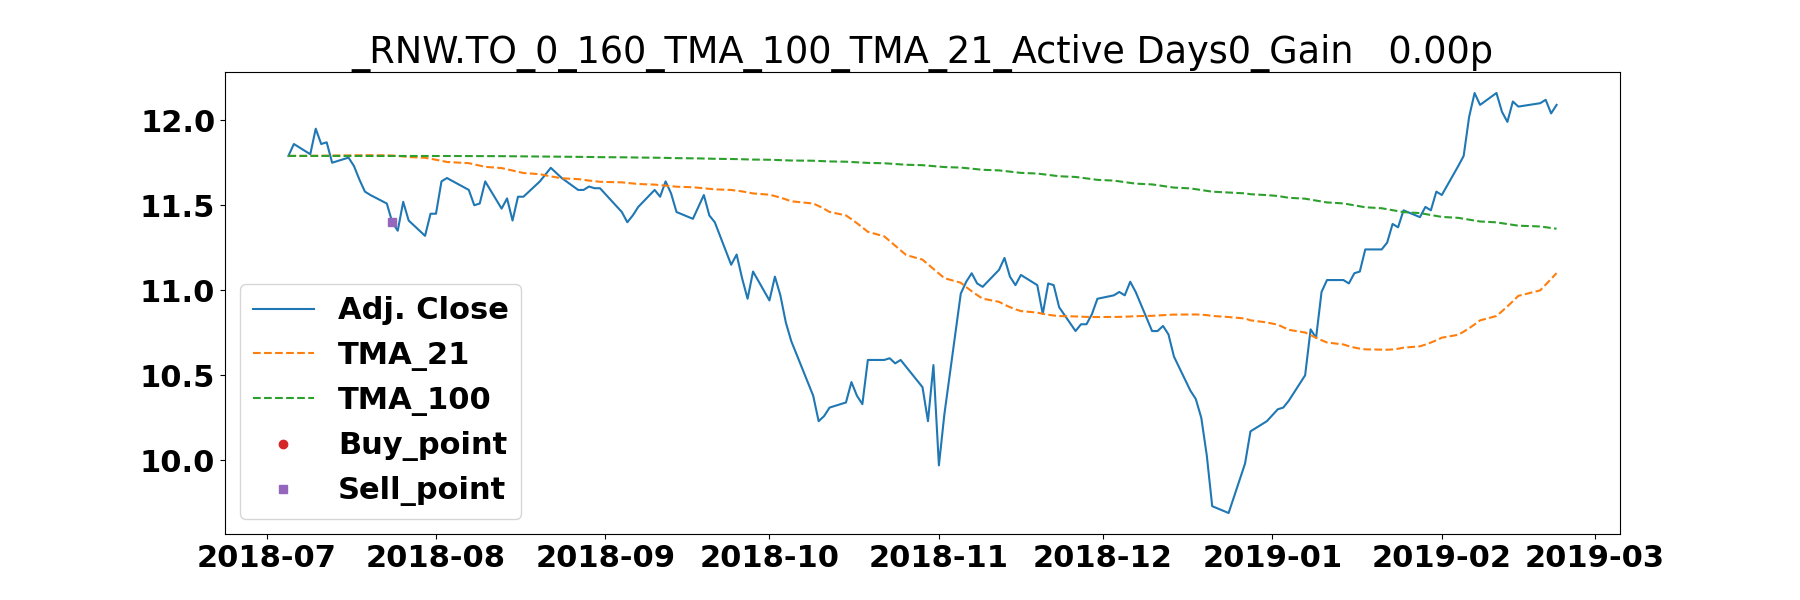 _RNW.TO_0_160_TMA_100_TMA_21_Active Days0_Gain   0.00p
12.0
11.5
11.0
10.5
10.0
Adj. Close
TMA_21
TMA_100
Buy_point
Sell_point
2018-07 2018-08 2018-09 2018-10 2018-11 2018-12 2019-01 2019-02 2019-03